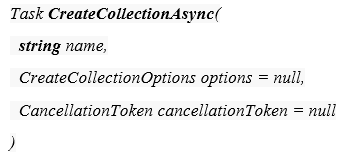 Task CreateCollectionAsync(
string name,
CreateCollectionOptions options = null,
CancellationToken cancellationToken = null
)